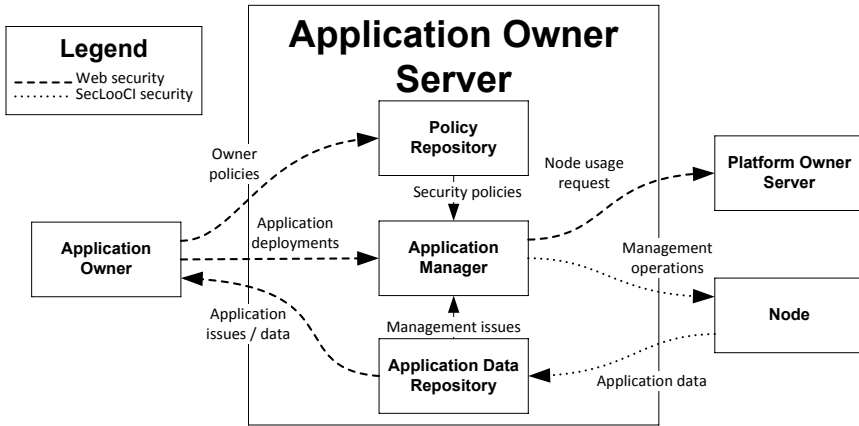 Legend
Web security
SecLooCI security
Application Owner
Server
Policy
Repository
Owner
policies
Node usage
request
Platform Owner
Server
Security policies
Application
deployments
Application
Owner
Application
Manager
Management
operations
Application
issues / data
Management issues
Node
Application Data
Repository
Application data